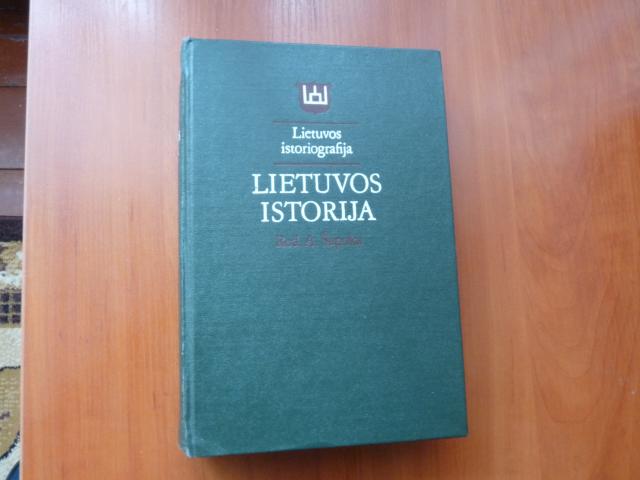 Lietuvos
istoriografija
LIETUVOS
ISTORIJA
Red. A. Šapoka